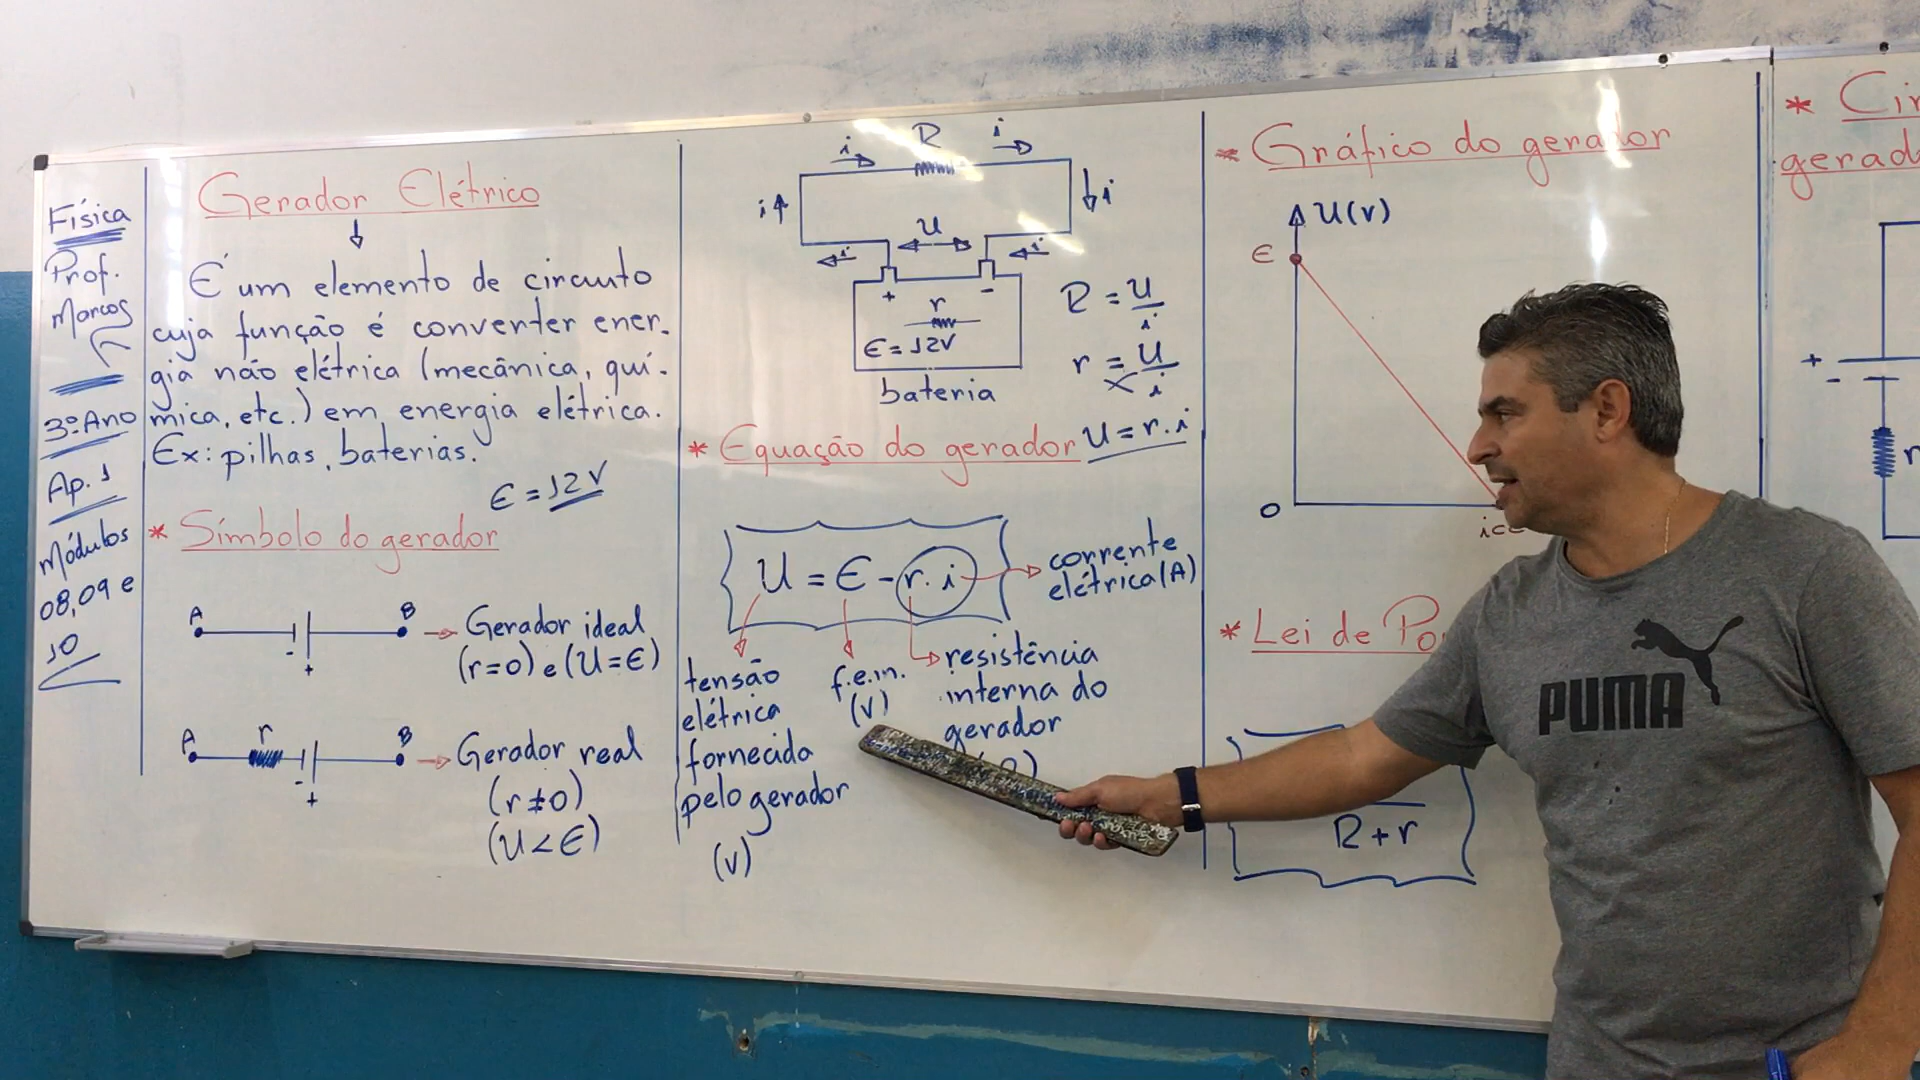 Física
Prof.
Marcos
3º Ano
Ap. 1
Módulos
08, 09 e
10
Gerador Elétrico
É um elemento de circuito
cuja função é converter ener-
gia não elétrica (mecânica, quí-
mica, etc.) em energia elétrica.
Ex: pilhas, baterias.
ε = 12V
* Símbolo do gerador
A
B
- +
Gerador ideal
(r=0) e (U=ε)
A
r
B
- +
Gerador real
(r≠0)
(U<ε)
i R i
i
i
i U i
+ -
r
ε=12V
bateria
R = U/i
r = U/i
U = r.i
* Equação do gerador
U = ε - r.i
corrente
elétrica (A)
tensão
elétrica
fornecida
pelo gerador
(V)
f.e.m.
(V)
resistência
interna do
gerador
* Gráfico do gerador
U(V)
ε
0
* Lei de
R+r
*
gerad
+
-
r
PUMA